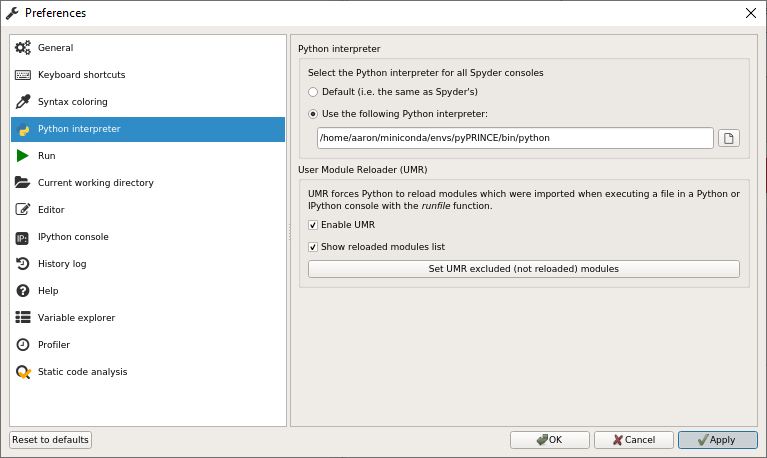 Preferences
General
Keyboard shortcuts
Syntax coloring
Python interpreter
Run
Current working directory
Editor
IP:
IPython console
History log
Help
Variable explorer
Profiler
Static code analysis
Python interpreter
Select the Python interpreter for all Spyder consoles
Default (i.e. the same as Spyder's)
Use the following Python interpreter:
/home/aaron/miniconda/envs/pyPRINCE/bin/python
User Module Reloader (UMR)
UMR forces Python to reload modules which were imported when executing a file in a Python or
IPython console with the runfile function.
Enable UMR
Show reloaded modules list
Set UMR excluded (not reloaded) modules
Reset to defaults
OK
Cancel
Apply